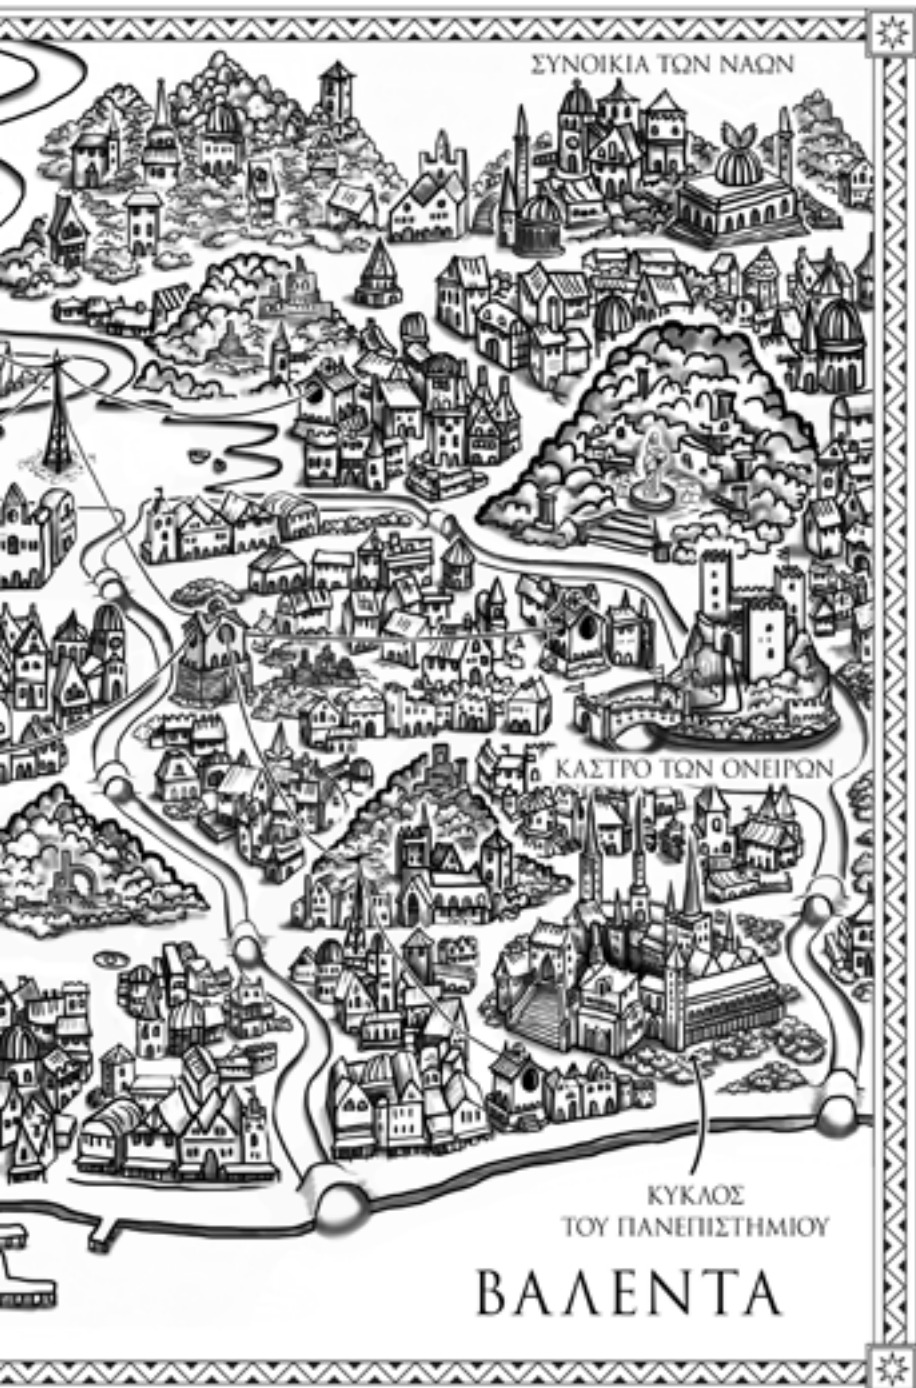 ΣΥΝΟΙΚΙΑ ΤΩΝ ΝΑΩΝ
ΚΑΣΤΡΟ ΤΩΝ ΟΝΕΙΡΩΝ
ΚΥΚΛΟΣ
ΤΟΥ ΠΑΝΕΠΙΣΤΗΜΙΟΥ
ΒΑΛΕΝΤΑ